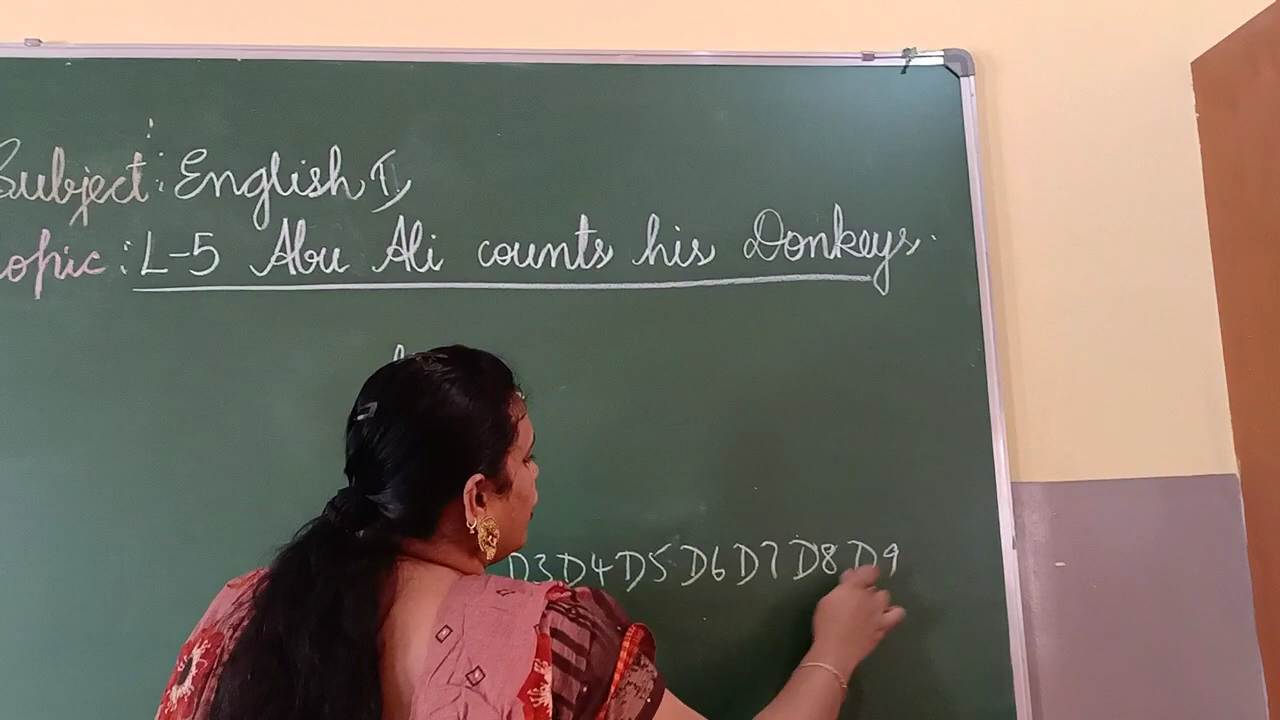 Subject: English I
Topic: L-5 Abu Ali counts his Donkeys.
D3 D4 D5 D6 D7 D8 D9